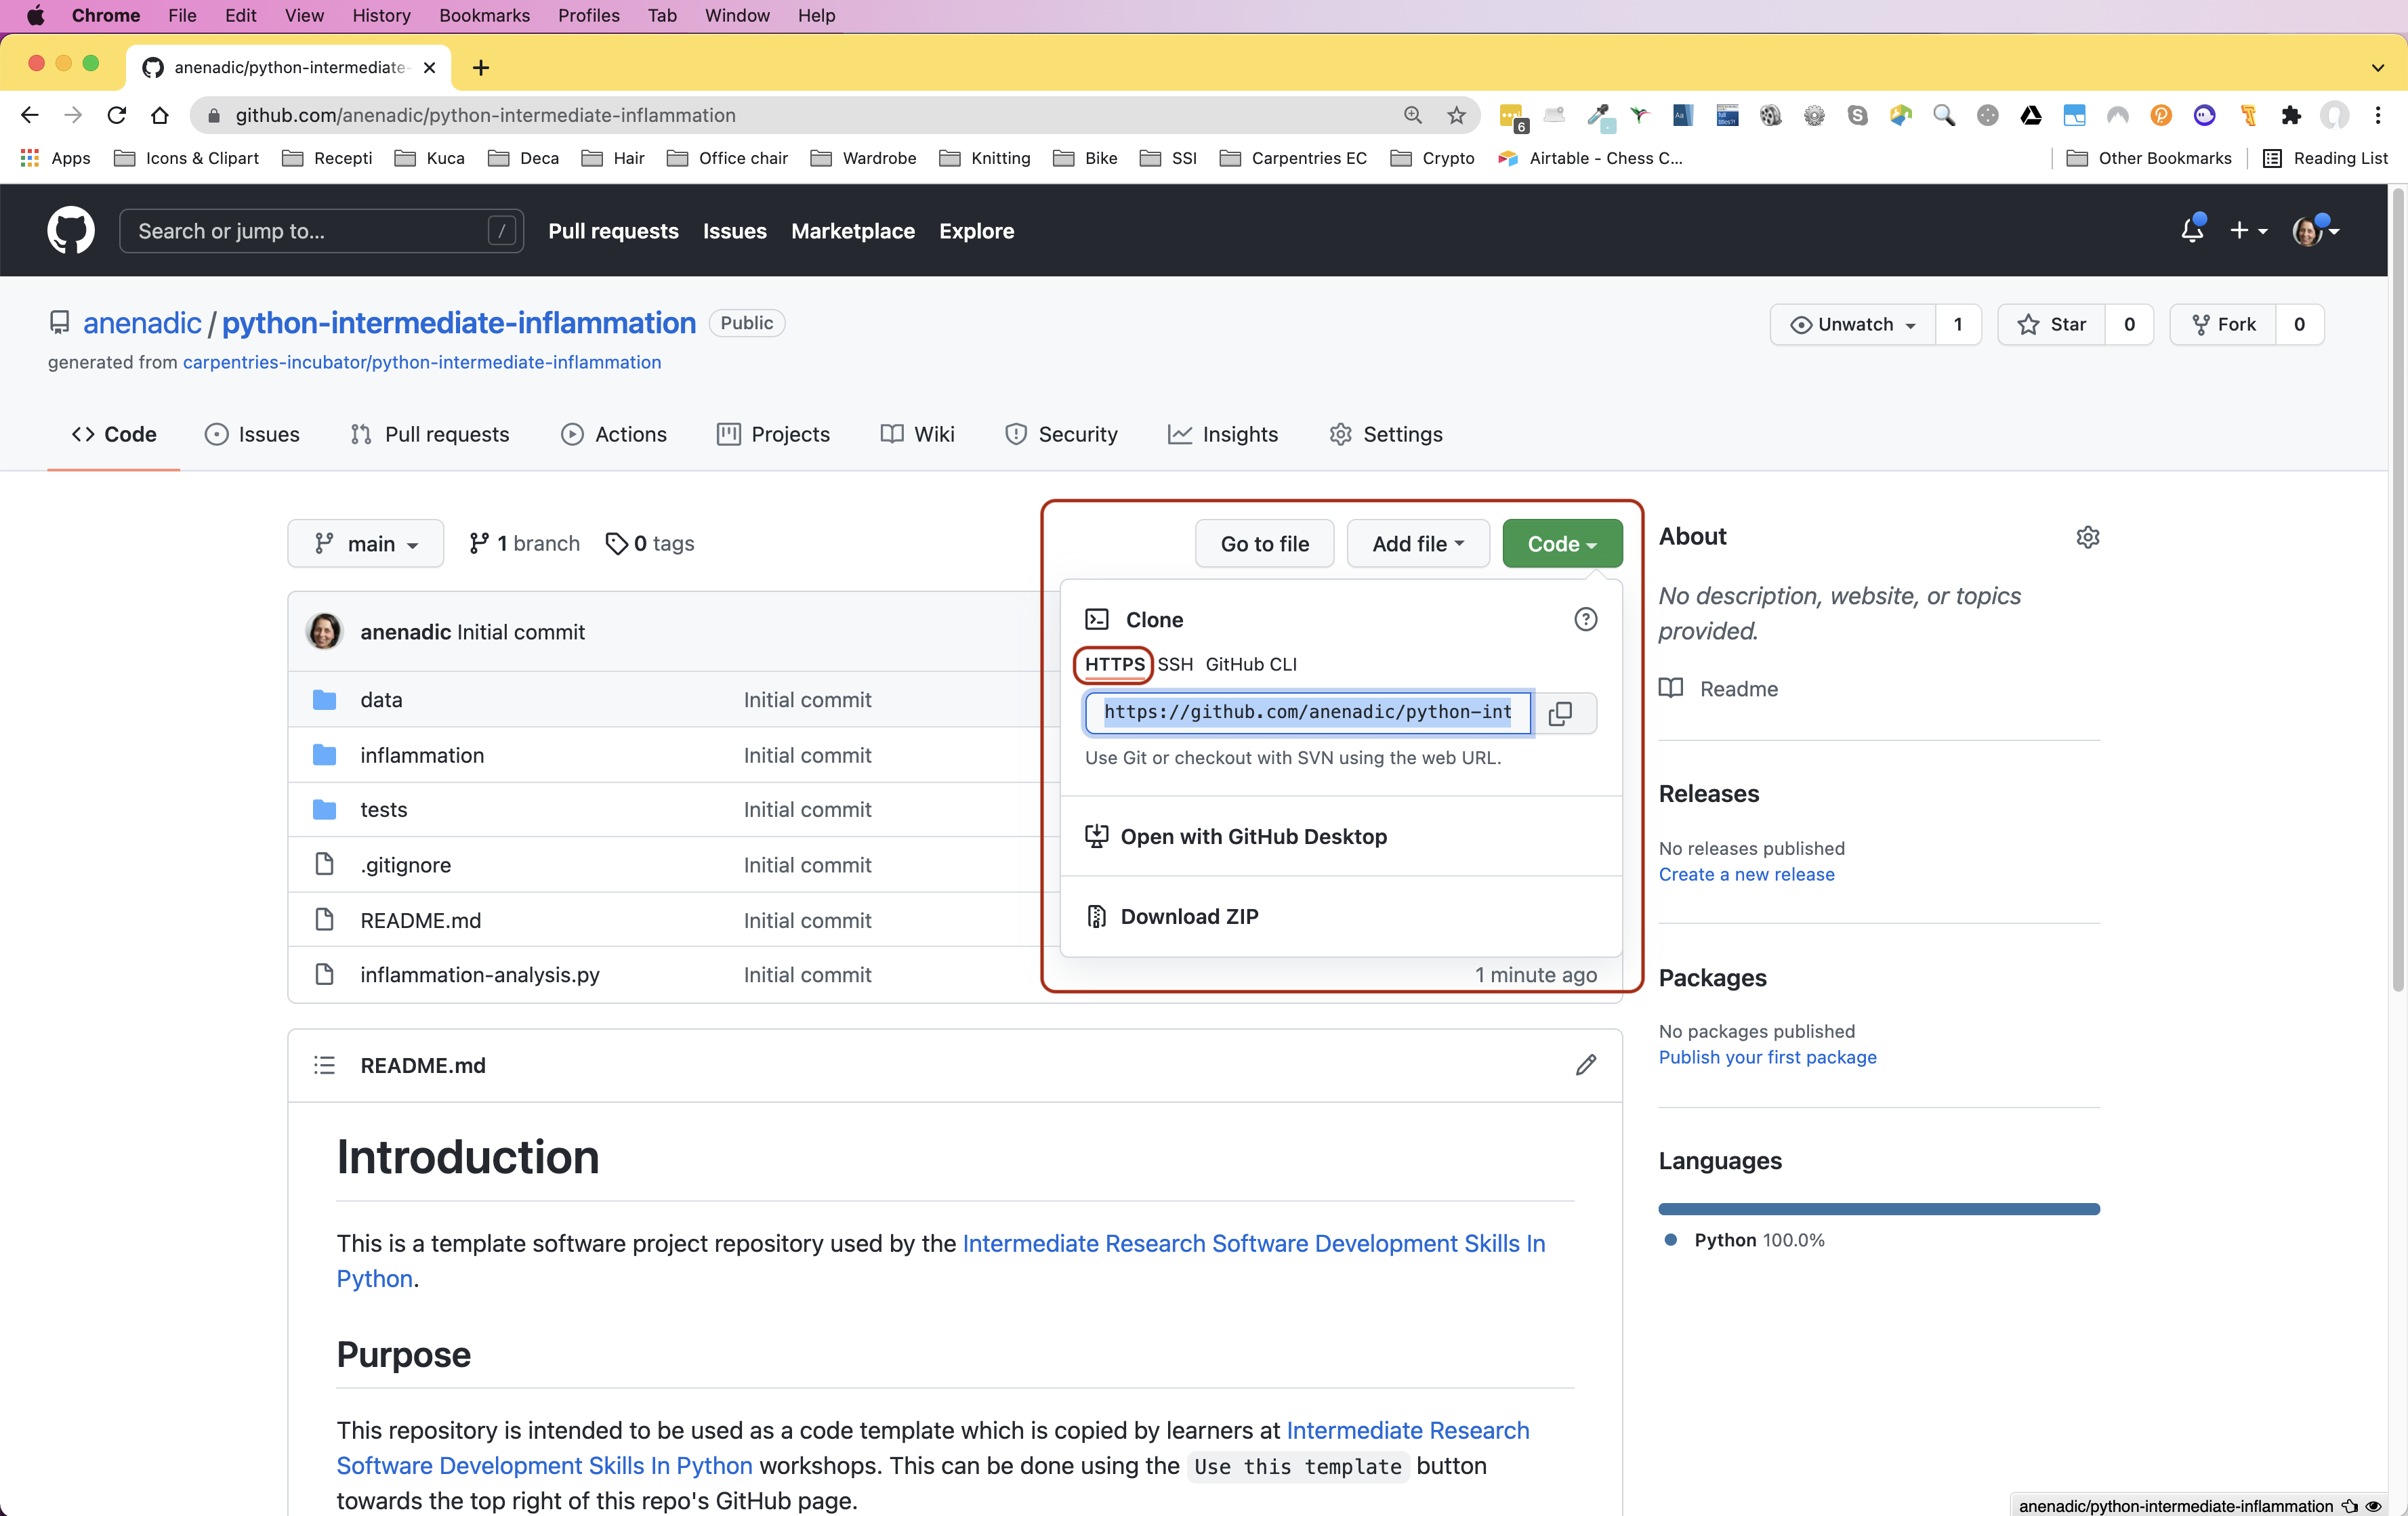 Chrome File Edit View History Bookmarks Profiles Tab Window Help
anenadic/python-intermediate-
github.com/anenadic/python-intermediate-inflammation
6
Apps Icons & Clipart Recepti Kuca Deca Hair Office chair Wardrobe Knitting Bike SSI Carpentries EC Crypto Airtable - Chess C... Other Bookmarks Reading List
Search or jump to... / Pull requests Issues Marketplace Explore
anenadic / python-intermediate-inflammation Public
Unwatch 1 Star 0 Fork 0
generated from carpentries-incubator/python-intermediate-inflammation
Code Issues Pull requests Actions Projects Wiki Security Insights Settings
main 1 branch 0 tags Go to file Add file Code
anenadic Initial commit
data Initial commit
inflammation Initial commit
tests Initial commit
.gitignore Initial commit
README.md Initial commit
inflammation-analysis.py Initial commit 1 minute ago
Clone
HTTPS SSH GitHub CLI
https://github.com/anenadic/python-int
Use Git or checkout with SVN using the web URL.
Open with GitHub Desktop
Download ZIP
About
No description, website, or topics
provided.
Readme
Releases
No releases published
Create a new release
Packages
No packages published
Publish your first package
Languages
Python 100.0%
README.md
Introduction
This is a template software project repository used by the Intermediate Research Software Development Skills In
Python.
Purpose
This repository is intended to be used as a code template which is copied by learners at Intermediate Research
Software Development Skills In Python workshops. This can be done using the Use this template button
towards the top right of this repo's GitHub page.
anenadic/python-intermediate-inflammation